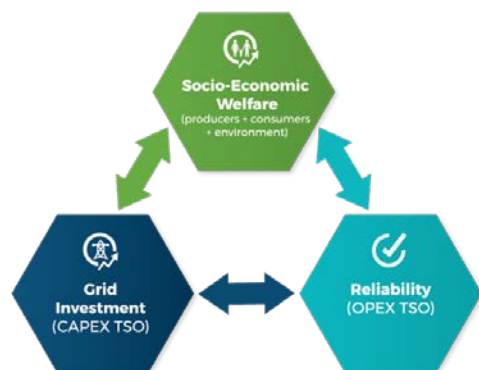 Socio-Economic
Welfare
(producers + consumers
+ environment)
Grid
Investment
(CAPEX TSO)
Reliability
(OPEX TSO)